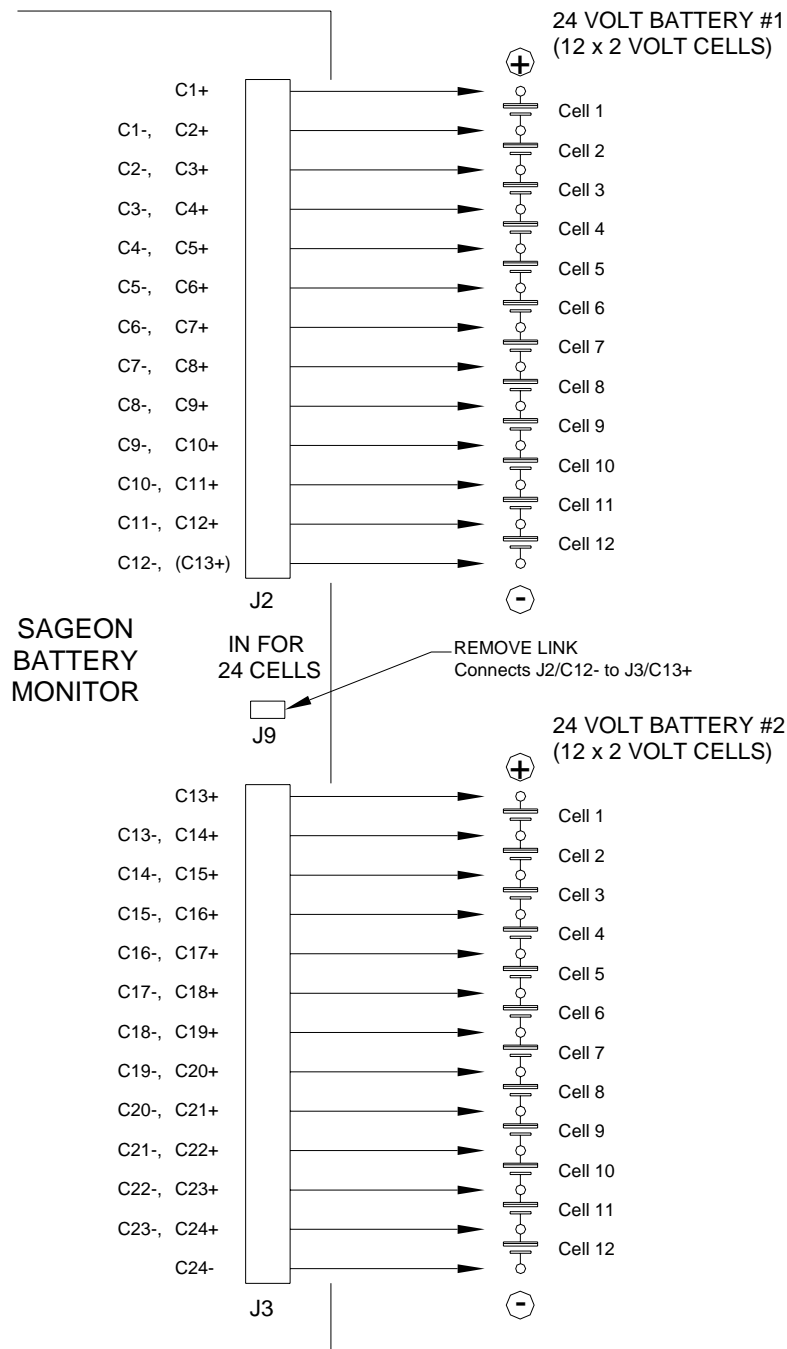 24 VOLT BATTERY #1
(12 x 2 VOLT CELLS)
+
C1+
Cell 1
C1-, C2+
Cell 2
C2-, C3+
Cell 3
C3-, C4+
Cell 4
C4-, C5+
Cell 5
C5-, C6+
Cell 6
C6-, C7+
Cell 7
C7-, C8+
Cell 8
C8-, C9+
Cell 9
C9-, C10+
Cell 10
C10-, C11+
Cell 11
C11-, C12+
Cell 12
C12-, (C13+)
-
J2
SAGEON
BATTERY
MONITOR
IN FOR
24 CELLS
REMOVE LINK
Connects J2/C12- to J3/C13+
J9
24 VOLT BATTERY #2
(12 x 2 VOLT CELLS)
+
C13+
Cell 1
C13-, C14+
Cell 2
C14-, C15+
Cell 3
C15-, C16+
Cell 4
C16-, C17+
Cell 5
C17-, C18+
Cell 6
C18-, C19+
Cell 7
C19-, C20+
Cell 8
C20-, C21+
Cell 9
C21-, C22+
Cell 10
C22-, C23+
Cell 11
C23-, C24+
Cell 12
C24-
-
J3